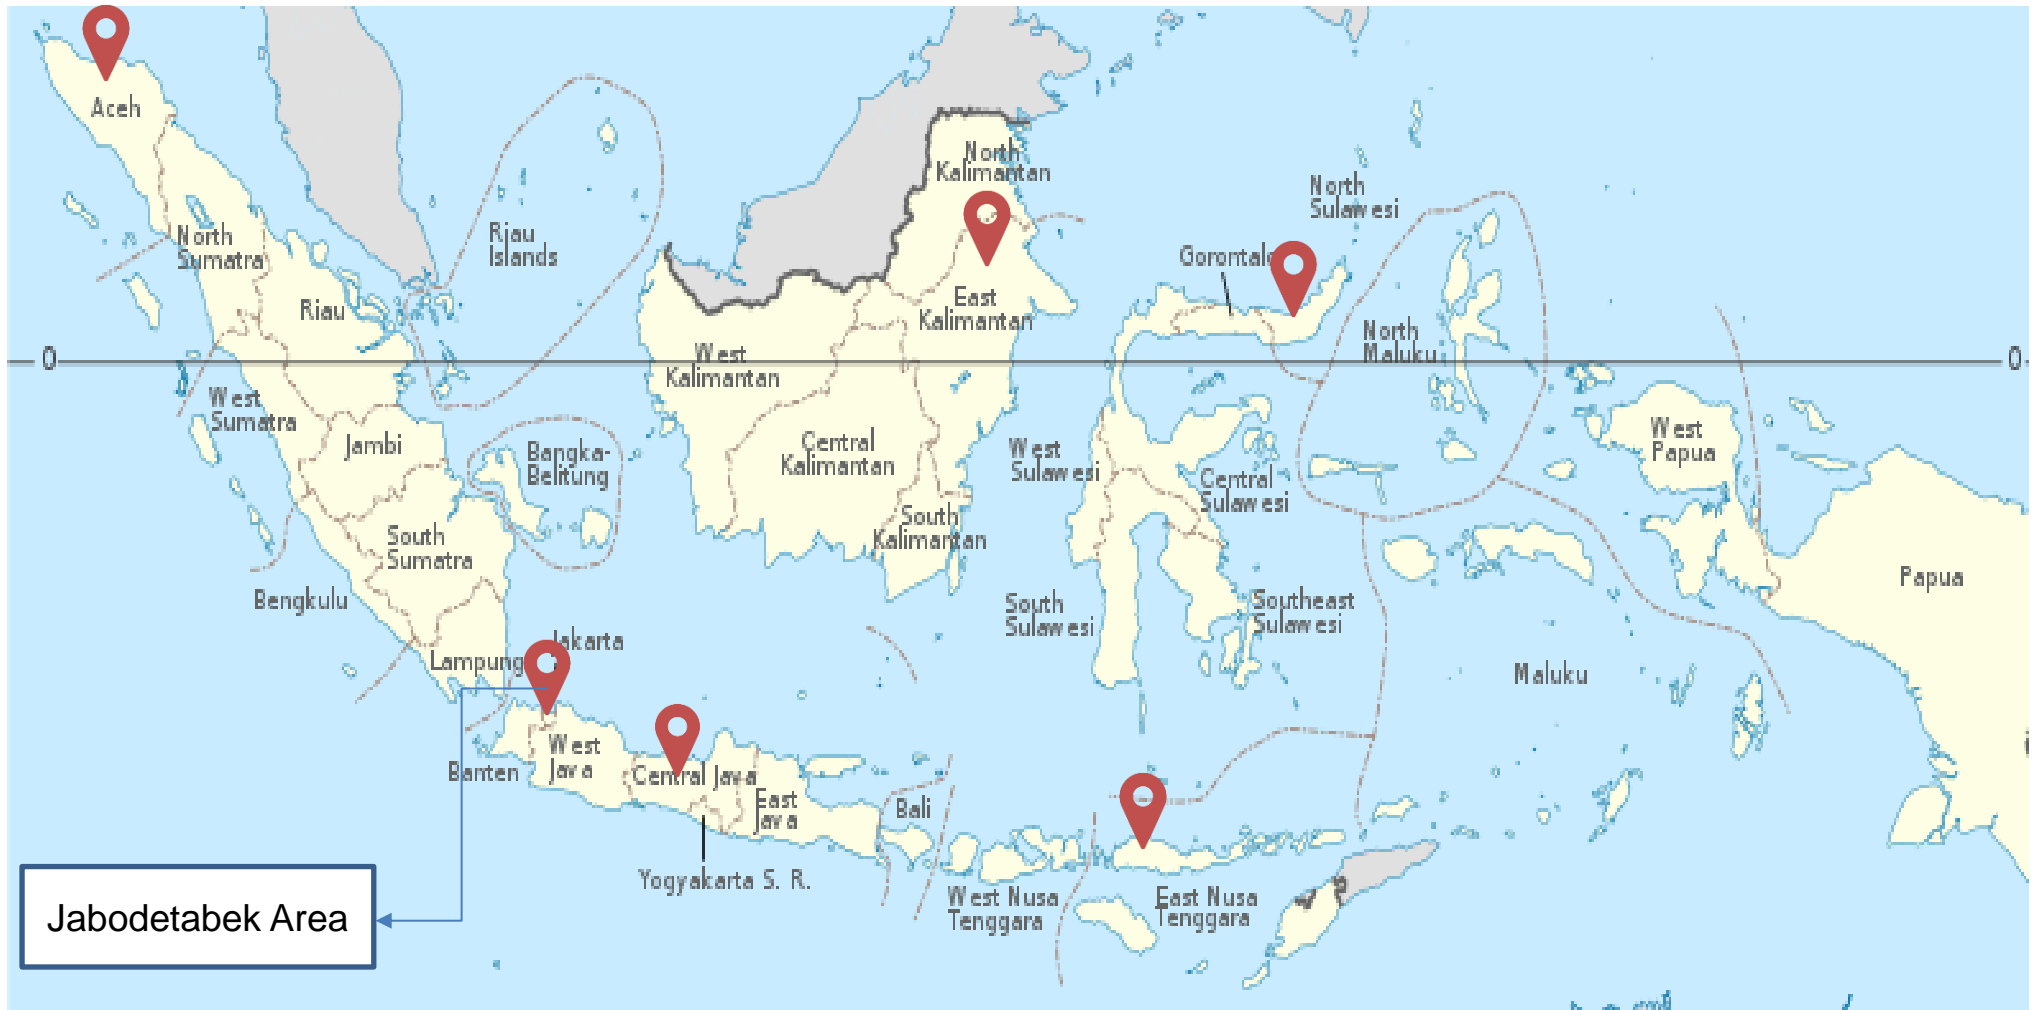 Aceh
North
Kalimantan
North
Sulawesi
North
Sumatra
Riau
Islands
Gorontalo
Riau
East
Kalimantan
North
Maluku
0
0
West
Kalimantan
West
Sumatra
West
Papua
Jambi
Bangka-
Belitung
Central
Kalimantan
West
Sulawesi
Central
Sulawesi
South
Sumatra
South
Kalimantan
Papua
Bengkulu
South
Sulawesi
Southeast
Sulawesi
Jakarta
Lampung
Maluku
West
Java
Banten
Central Java
East
Java
Bali
Yogyakarta S. R.
West Nusa
Tenggara
East Nusa
Tenggara
Jabodetabek Area